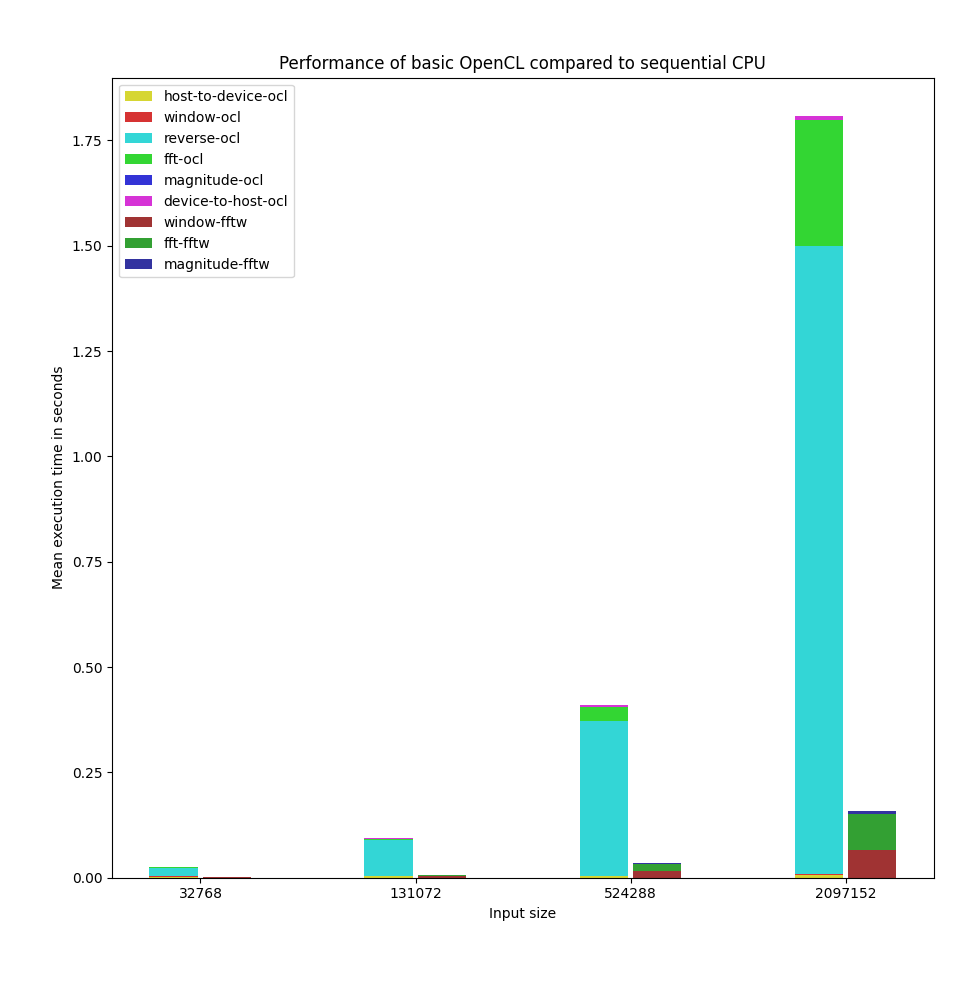 Performance of basic OpenCL compared to sequential CPU
host-to-device-ocl
window-ocl
reverse-ocl
fft-ocl
magnitude-ocl
device-to-host-ocl
window-fftw
fft-fftw
magnitude-fftw
1.75
1.50
1.25
1.00
0.75
0.50
0.25
0.00
Mean execution time in seconds
32768
131072
524288
2097152
Input size